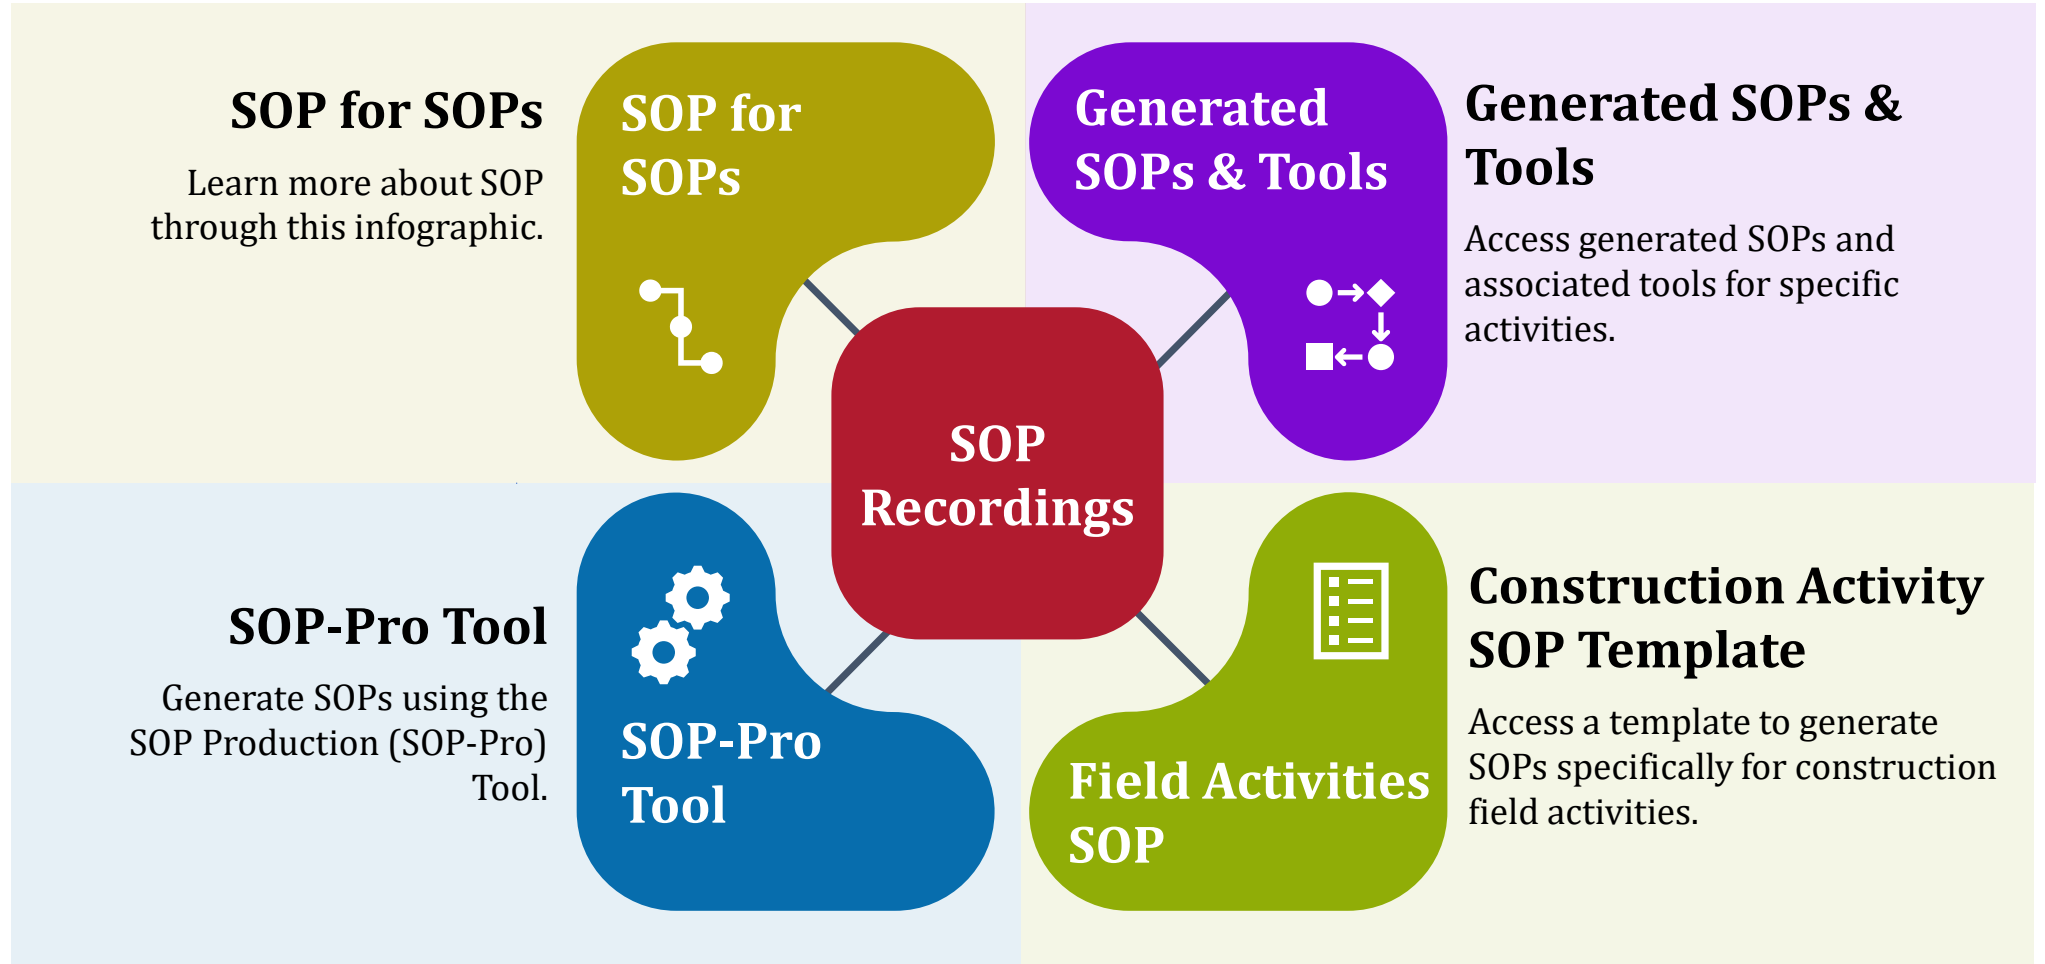 SOP for SOPs
Learn more about SOP
through this infographic.
SOP for
SOPs
Generated
SOPs & Tools
Generated SOPs &
Tools
Access generated SOPs and
associated tools for specific
activities.
SOP
Recordings
SOP-Pro Tool
Generate SOPs using the
SOP Production (SOP-Pro)
Tool.
SOP-Pro
Tool
Field Activities
SOP
Construction Activity
SOP Template
Access a template to generate
SOPs specifically for construction
field activities.